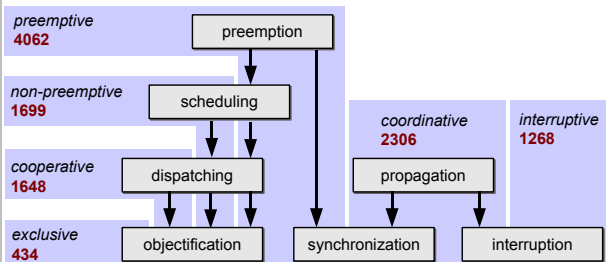 preemptive
4062
preemption
non-preemptive
1699
scheduling
coordinative
2306
interruptive
1268
cooperative
1648
dispatching
propagation
exclusive
434
objectification
synchronization
interruption